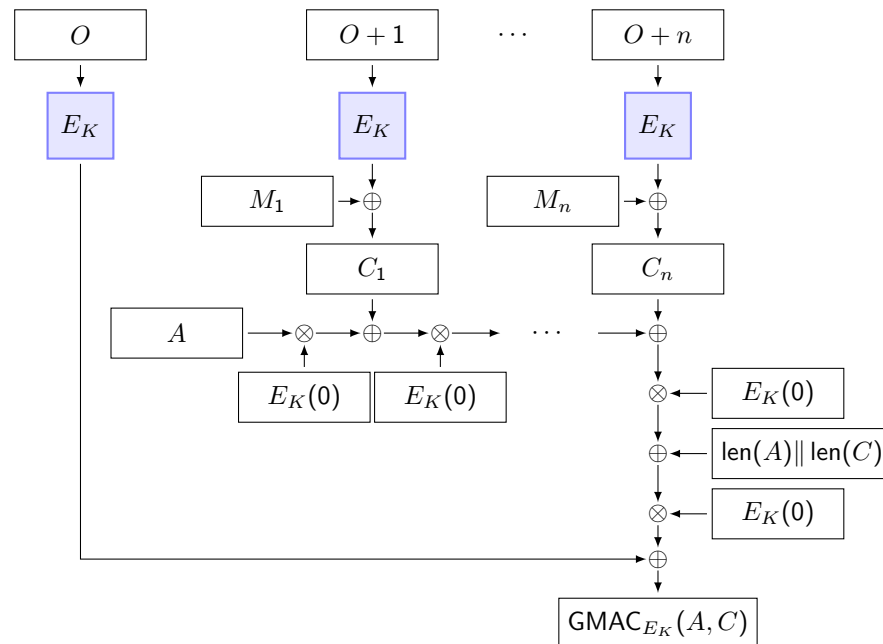 O O + 1 ··· O + n
E_K E_K E_K
M_1 ⊕ M_n ⊕
C_1 C_n
A ⊗ ⊕ ⊗ ··· ⊕
E_K(0) E_K(0)
⊗ E_K(0)
⊕ len(A)‖ len(C)
⊗ E_K(0)
⊕
GMAC_{E_K}(A, C)